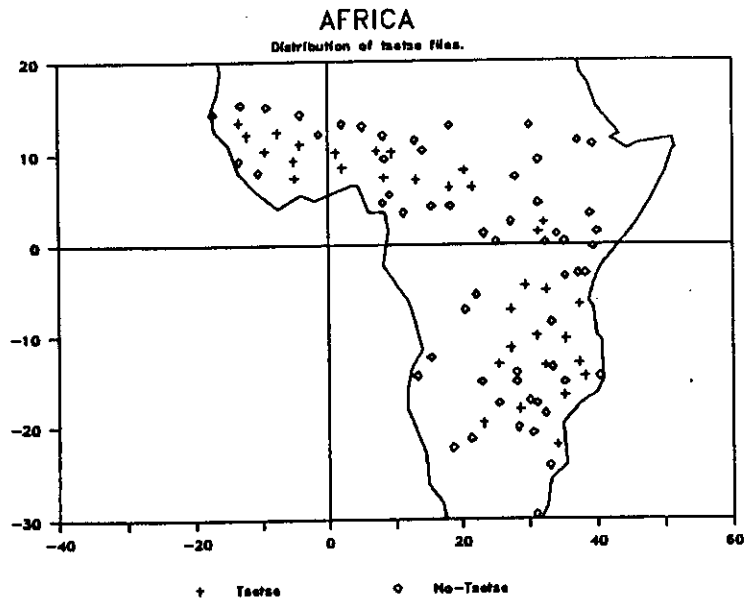 AFRICA
Distribution of tsetse flies.
20
10
0
-10
-20
-30
-40 -20 0 20 40 60
+ Tsetse ◇ No-Tsetse